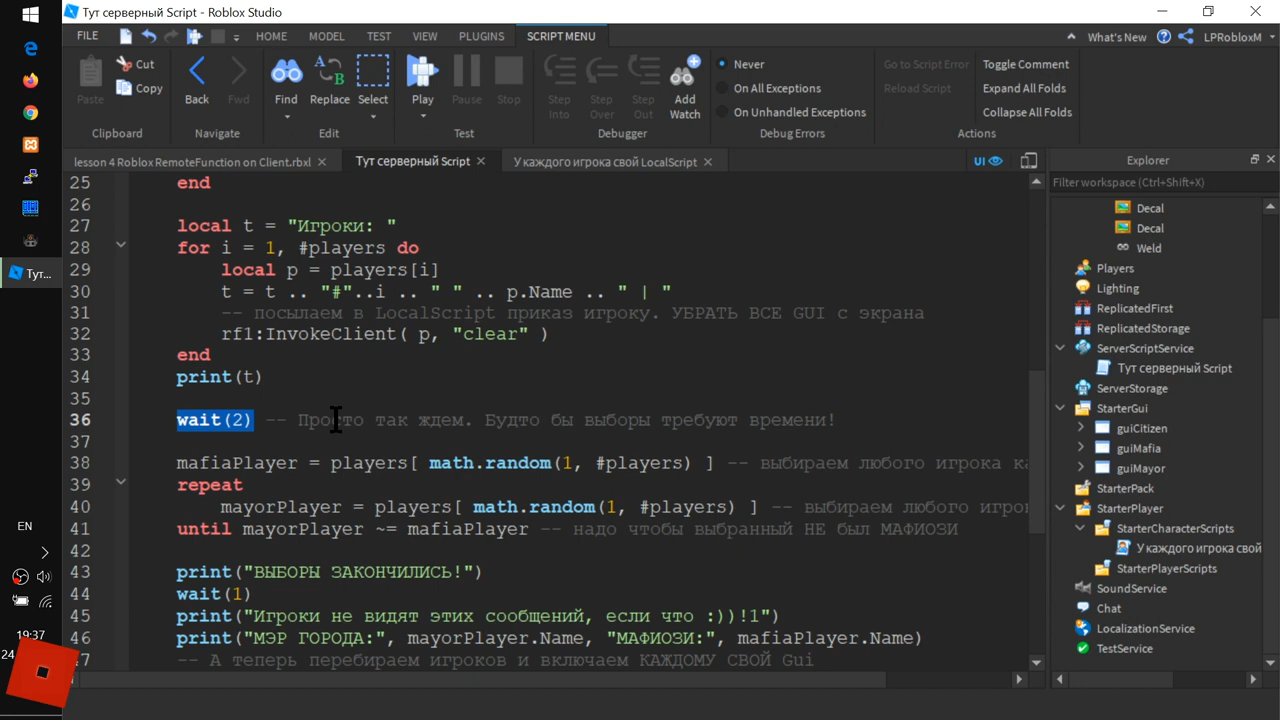 Тут серверный Script - Roblox Studio
FILE HOME MODEL TEST VIEW PLUGINS SCRIPT MENU What's New LPRobloxM
Paste Cut Copy Clipboard
Back Fwd Navigate
Find Replace Select Edit
Play Pause Stop Test
Step Into Step Over Step Out Add Watch Debugger
Never
On All Exceptions
On Unhandled Exceptions
Debug Errors
Go to Script Error
Reload Script
Toggle Comment
Expand All Folds
Collapse All Folds
Actions
lesson 4 Roblox RemoteFunction on Client.rbxl Тут серверный Script У каждого игрока свой LocalScript UI
25 end
26
27 local t = "Игроки: "
28 for i = 1, #players do
29 local p = players[i]
30 t = t .. "#"..i .. " " .. p.Name .. " | "
31 -- посылаем в LocalScript приказ игроку. УБРАТЬ ВСЕ GUI с экрана
32 rf1:InvokeClient( p, "clear" )
33 end
34 print(t)
35
36 wait(2) -- Просто так ждем. Будто бы выборы требуют времени!
37
38 mafiaPlayer = players[ math.random(1, #players) ] -- выбираем любого игрока ка
39 repeat
40 mayorPlayer = players[ math.random(1, #players) ] -- выбираем любого игро
41 until mayorPlayer ~= mafiaPlayer -- надо чтобы выбранный НЕ был МАФИОЗИ
42
43 print("ВЫБОРЫ ЗАКОНЧИЛИСЬ!")
44 wait(1)
45 print("Игроки не видят этих сообщений, если что :))!1")
46 print("МЭР ГОРОДА:", mayorPlayer.Name, "МАФИОЗИ:", mafiaPlayer.Name)
47 -- А теперь перебираем игроков и включаем КАЖДОМУ СВОЙ Gui
Explorer
Filter workspace (Ctrl+Shift+X)
Decal
Decal
Weld
Players
Lighting
ReplicatedFirst
ReplicatedStorage
ServerScriptService
Тут серверный Script
ServerStorage
StarterGui
guiCitizen
guiMafia
guiMayor
StarterPack
StarterPlayer
StarterCharacterScripts
У каждого игрока свой
StarterPlayerScripts
SoundService
Chat
LocalizationService
TestService
Тут...
EN
19:37
24